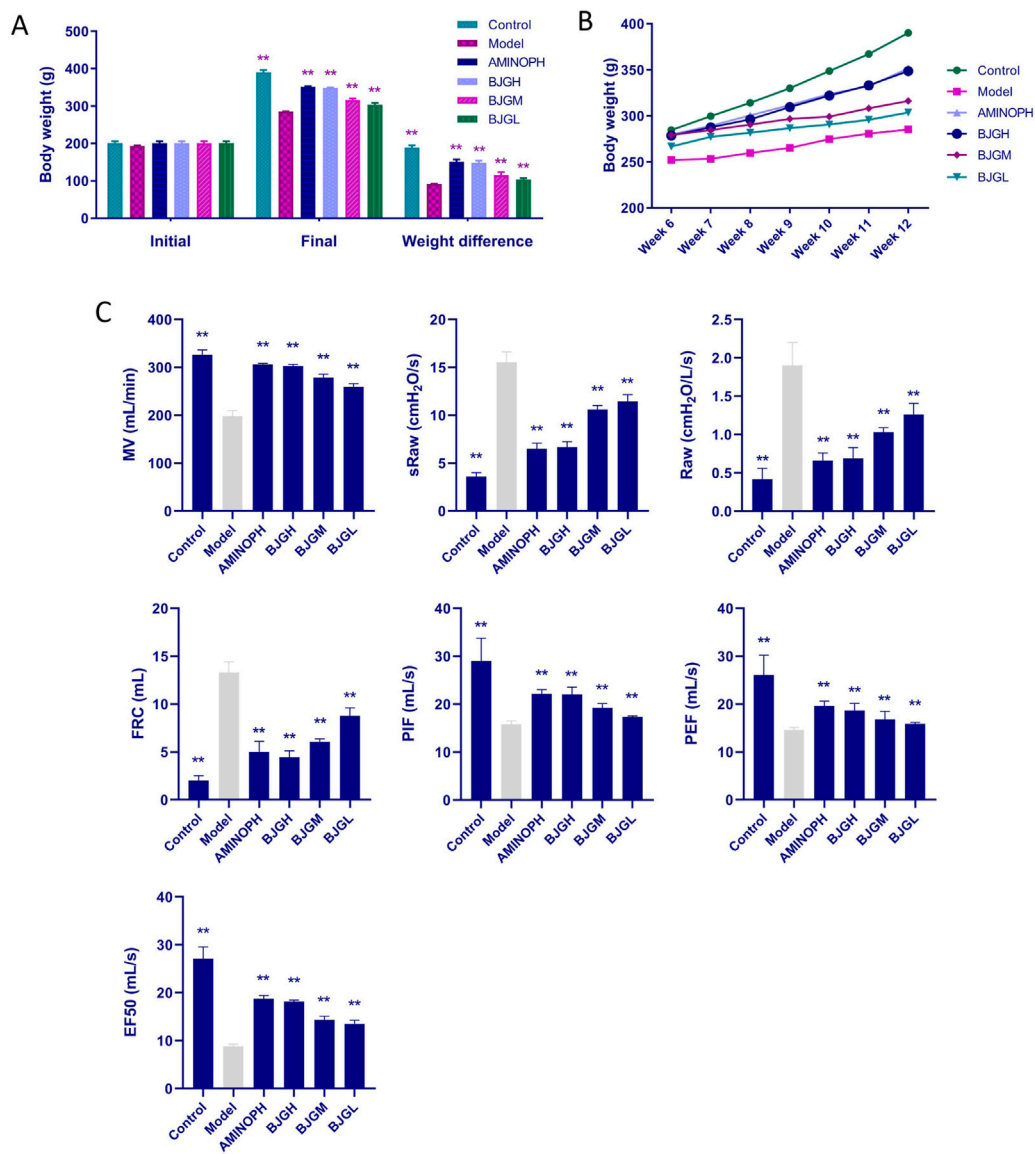 A
Body weight (g)
500
400
300
200
100
0
** ** ** ** **
** ** ** ** **
Initial
Final
Weight difference
Control
Model
AMINOPH
BJGH
BJGM
BJGL
B
Body weight (g)
400
350
300
250
200
Week 6
Week 7
Week 8
Week 9
Week 10
Week 11
Week 12
Control
Model
AMINOPH
BJGH
BJGM
BJGL
C
MV (mL/min)
400
300
200
100
0
** ** ** ** **
Control
Model
AMINOPH
BJGH
BJGM
BJGL
sRaw (cmH₂O/s)
20
15
10
5
0
** ** ** ** **
Control
Model
AMINOPH
BJGH
BJGM
BJGL
Raw (cmH₂O/L/s)
2.5
2.0
1.5
1.0
0.5
0.0
** ** ** ** **
Control
Model
AMINOPH
BJGH
BJGM
BJGL
FRC (mL)
20
15
10
5
0
** ** ** ** **
Control
Model
AMINOPH
BJGH
BJGM
BJGL
PIF (mL/s)
40
30
20
10
0
** ** ** ** **
Control
Model
AMINOPH
BJGH
BJGM
BJGL
PEF (mL/s)
40
30
20
10
0
** ** ** ** **
Control
Model
AMINOPH
BJGH
BJGM
BJGL
EF50 (mL/s)
40
30
20
10
0
** ** ** ** **
Control
Model
AMINOPH
BJGH
BJGM
BJGL